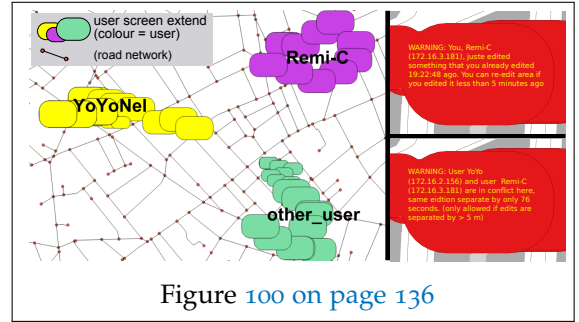 user screen extend
(colour = user)
(road network)
Remi-C
YoYoNel
other_user
WARNING: You, Remi-C
(172.16.3.181), juste edited
something that you already edited
19:22:48 ago. You can re-edit area if
you edited it less than 5 minutes ago
WARNING: User YoYo
(172.16.2.156) and user Remi-C
(172.16.3.181) are in conflict here,
same eidtion separate by only 76
seconds. (only allowed if edits are
separated by > 5 m)
Figure 100 on page 136